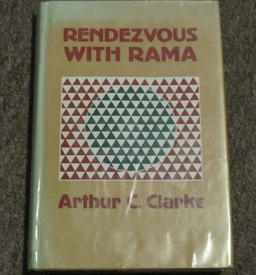 RENDEZVOUS
WITH RAMA
Arthur C. Clarke